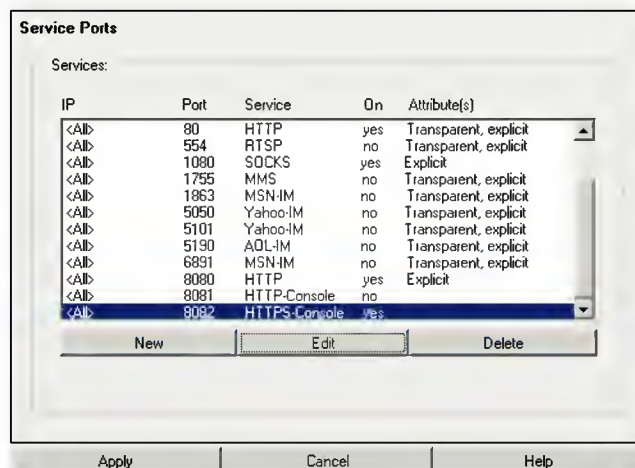 Service Ports
Services:
IP Port Service On Attribute(s)
<All> 80 HTTP yes Transparent, explicit
<All> 554 RTSP no Transparent, explicit
<All> 1080 SOCKS yes Explicit
<All> 1755 MMS no Transparent, explicit
<All> 1863 MSN-IM no Transparent, explicit
<All> 5050 Yahoo-IM no Transparent, explicit
<All> 5101 Yahoo-IM no Transparent, explicit
<All> 5190 AOL-IM no Transparent, explicit
<All> 6891 MSN-IM no Transparent, explicit
<All> 8080 HTTP yes Explicit
<All> 8081 HTTP-Console no
<All> 8082 HTTPS-Console yes
New Edit Delete
Apply Cancel Help